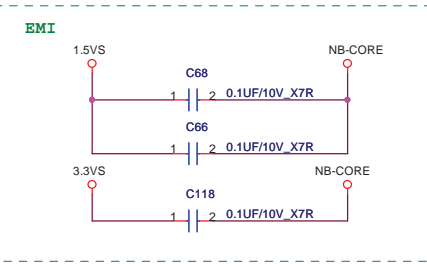 EMI
1.5VS NB-CORE
C68
1 2 0.1UF/10V_X7R
C66
1 2 0.1UF/10V_X7R
3.3VS NB-CORE
C118
1 2 0.1UF/10V_X7R